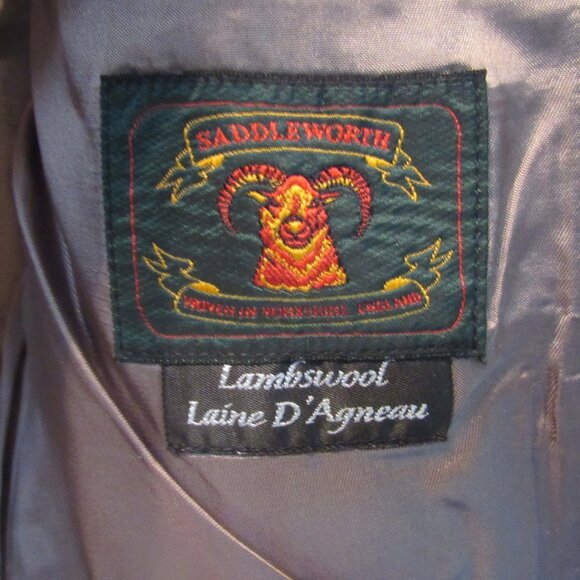 SADDLEWORTH
WOVEN IN YORKSHIRE, ENGLAND
Lambswool
Laine D'Agneau